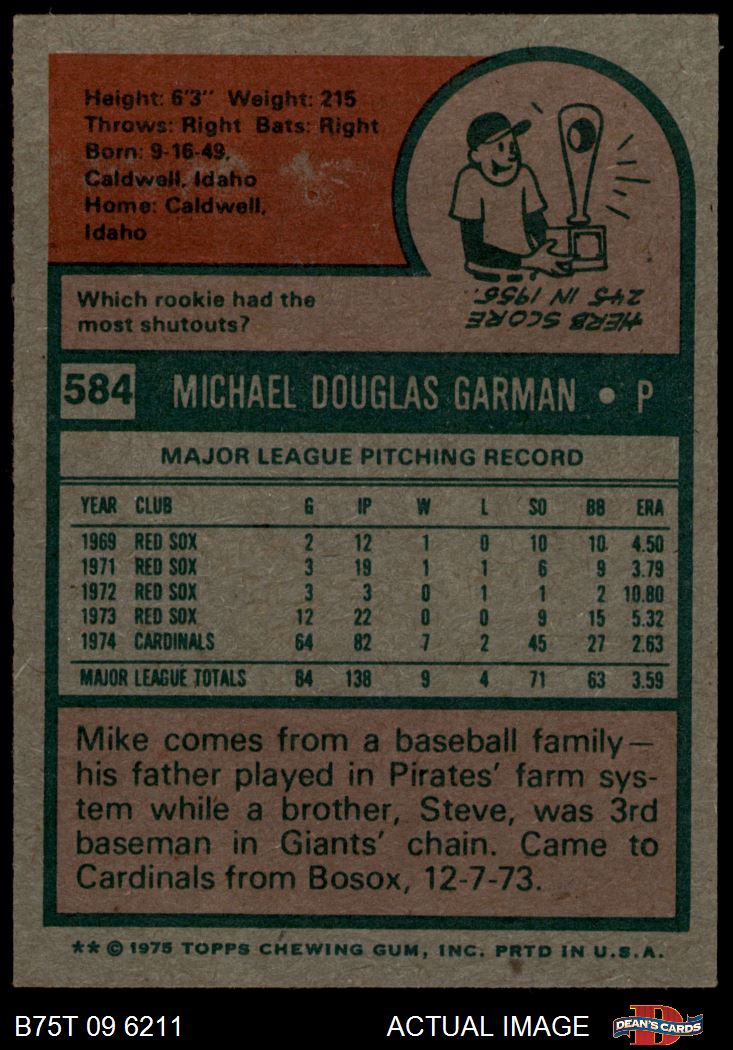 Height: 6'3" Weight: 215
Throws: Right Bats: Right
Born: 9-16-49,
Caldwell, Idaho
Home: Caldwell,
Idaho
Which rookie had the
most shutouts?
HERB SCORE
245 IN 1955.
584 MICHAEL DOUGLAS GARMAN • P
MAJOR LEAGUE PITCHING RECORD
YEAR CLUB G IP W L SO BB ERA
1969 RED SOX 2 12 1 0 10 10 4.50
1971 RED SOX 3 19 1 1 6 9 3.79
1972 RED SOX 3 3 0 1 1 2 10.80
1973 RED SOX 12 22 0 0 9 15 5.32
1974 CARDINALS 64 82 7 2 45 27 2.63
MAJOR LEAGUE TOTALS 84 138 9 4 71 63 3.59
Mike comes from a baseball family—
his father played in Pirates' farm sys-
tem while a brother, Steve, was 3rd
baseman in Giants' chain. Came to
Cardinals from Bosox, 12-7-73.
** © 1975 TOPPS CHEWING GUM, INC. PRTD IN U.S.A.
B75T 09 6211 ACTUAL IMAGE DEAN'S CARDS